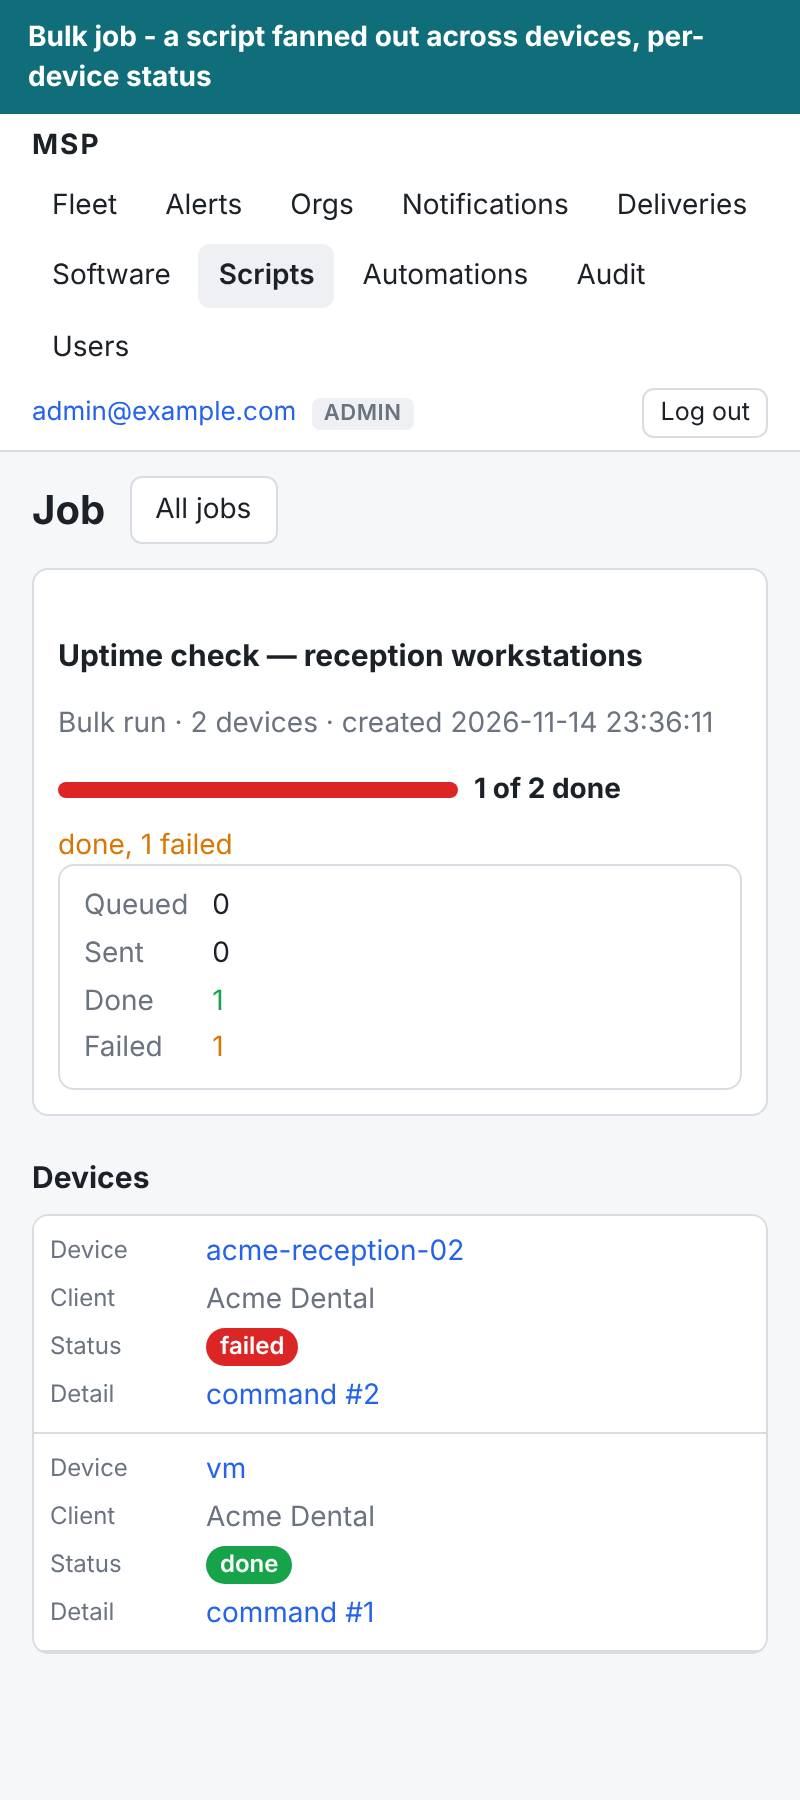 Bulk job - a script fanned out across devices, per-
device status
MSP
Fleet Alerts Orgs Notifications Deliveries
Software Scripts Automations Audit
Users
admin@example.com ADMIN Log out
Job All jobs
Uptime check — reception workstations
Bulk run · 2 devices · created 2026-11-14 23:36:11
1 of 2 done
done, 1 failed
Queued 0
Sent 0
Done 1
Failed 1
Devices
Device acme-reception-02
Client Acme Dental
Status failed
Detail command #2
Device vm
Client Acme Dental
Status done
Detail command #1